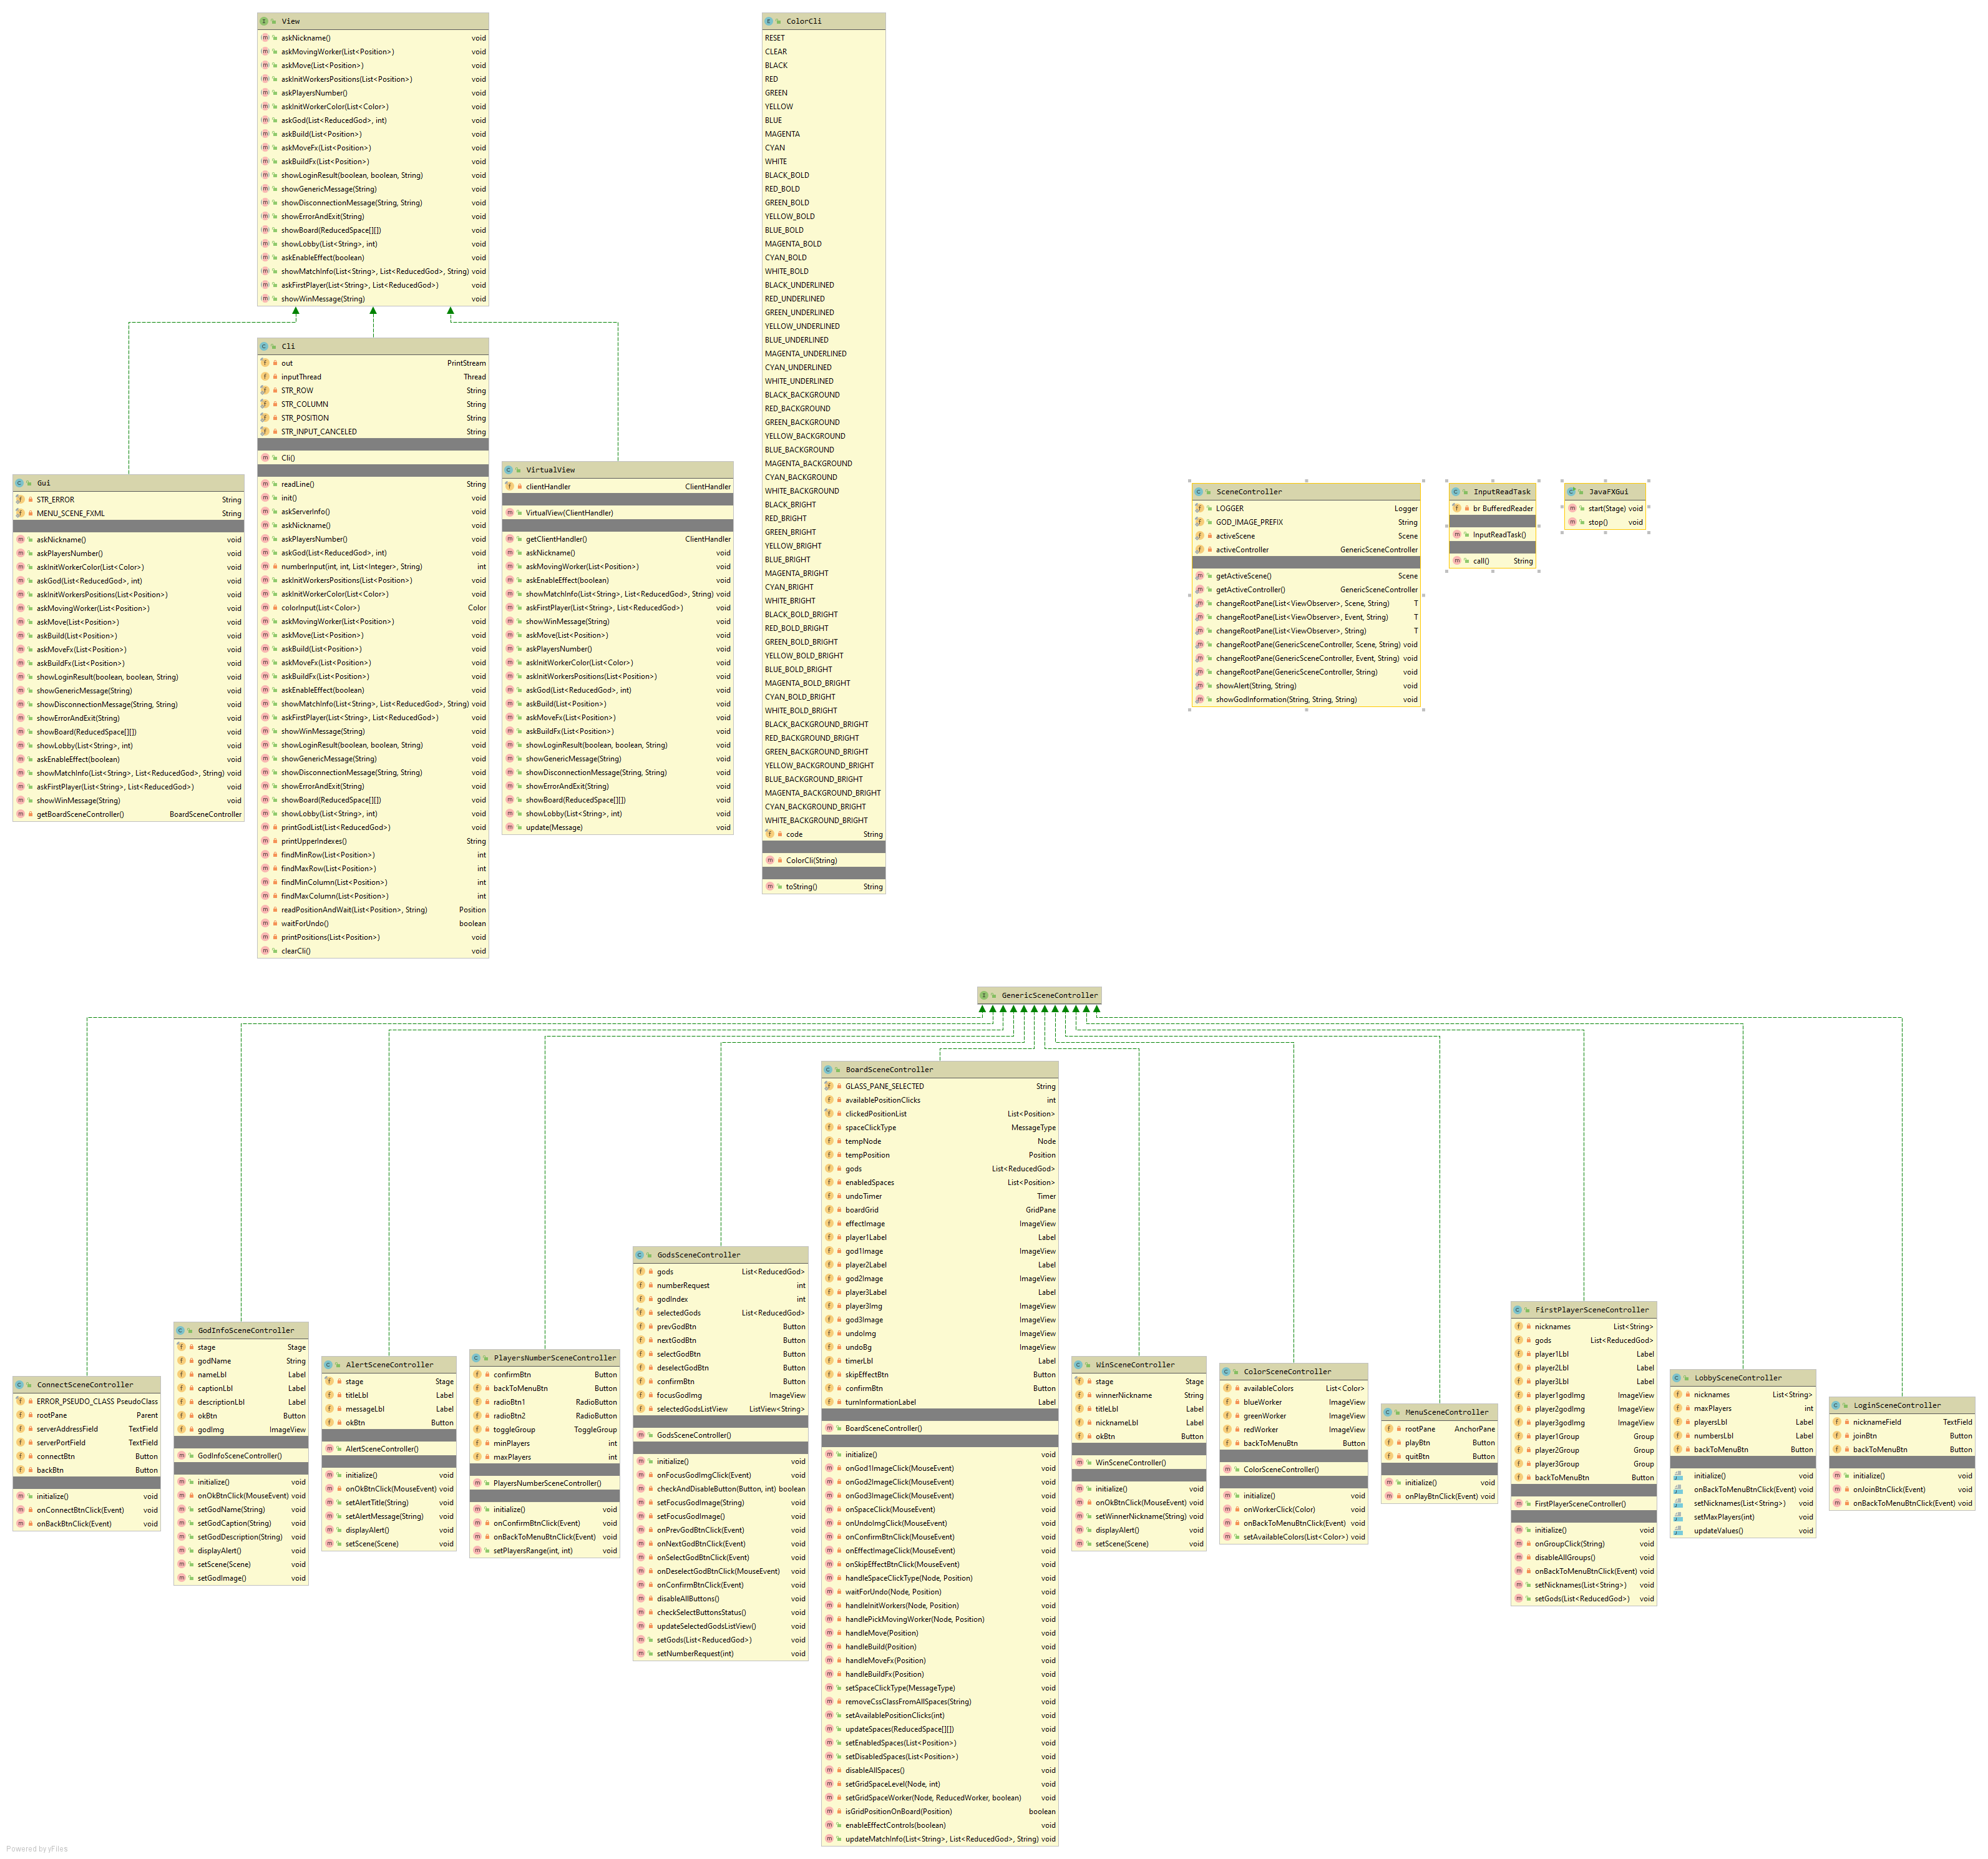 View
askNickname() void
askMovingWorker(List<Position>) void
askMove(List<Position>) void
askInitWorkersPositions(List<Position>) void
askPlayersNumber() void
askInitWorkerColor(List<Color>) void
askGod(List<ReducedGod>, int) void
askBuild(List<Position>) void
askMoveFx(List<Position>) void
askBuildFx(List<Position>) void
showLoginResult(boolean, boolean, String) void
showGenericMessage(String) void
showDisconnectionMessage(String, String) void
showErrorAndExit(String) void
showBoard(ReducedSpace[][]) void
showLobby(List<String>, int) void
askEnableEffect(boolean) void
showMatchInfo(List<String>, List<ReducedGod>, String) void
askFirstPlayer(List<String>, List<ReducedGod>) void
showWinMessage(String) void
Gui
STR_ERROR String
MENU_SCENE_FXML String
askNickname() void
askPlayersNumber() void
askInitWorkerColor(List<Color>) void
askGod(List<ReducedGod>, int) void
askInitWorkersPositions(List<Position>) void
askMovingWorker(List<Position>) void
askMove(List<Position>) void
askBuild(List<Position>) void
askMoveFx(List<Position>) void
askBuildFx(List<Position>) void
showLoginResult(boolean, boolean, String) void
showGenericMessage(String) void
showDisconnectionMessage(String, String) void
showErrorAndExit(String) void
showBoard(ReducedSpace[][]) void
showLobby(List<String>, int) void
askEnableEffect(boolean) void
showMatchInfo(List<String>, List<ReducedGod>, String) void
askFirstPlayer(List<String>, List<ReducedGod>) void
showWinMessage(String) void
getBoardSceneController() BoardSceneController
Cli
out PrintStream
inputThread Thread
STR_ROW String
STR_COLUMN String
STR_POSITION String
STR_INPUT_CANCELED String
Cli()
readLine() String
init() void
askServerInfo() void
askNickname() void
askPlayersNumber() void
askGod(List<ReducedGod>, int) void
numberInput(int, int, List<Integer>, String) int
askInitWorkersPositions(List<Position>) void
askInitWorkerColor(List<Color>) void
colorInput(List<Color>) Color
askMovingWorker(List<Position>) void
askMove(List<Position>) void
askBuild(List<Position>) void
askMoveFx(List<Position>) void
askBuildFx(List<Position>) void
askEnableEffect(boolean) void
showMatchInfo(List<String>, List<ReducedGod>, String) void
askFirstPlayer(List<String>, List<ReducedGod>) void
showWinMessage(String) void
showLoginResult(boolean, boolean, String) void
showGenericMessage(String) void
showDisconnectionMessage(String, String) void
showErrorAndExit(String) void
showBoard(ReducedSpace[][]) void
showLobby(List<String>, int) void
printGodList(List<ReducedGod>) void
printUpperIndexes() String
findMinRow(List<Position>) int
findMaxRow(List<Position>) int
findMinColumn(List<Position>) int
findMaxColumn(List<Position>) int
readPositionAndWait(List<Position>, String) Position
waitForUndo() boolean
printPositions(List<Position>) void
clearCli() void
VirtualView
clientHandler ClientHandler
VirtualView(ClientHandler)
getClientHandler() ClientHandler
askNickname() void
askMovingWorker(List<Position>) void
askEnableEffect(boolean) void
showMatchInfo(List<String>, List<ReducedGod>, String) void
askFirstPlayer(List<String>, List<ReducedGod>) void
showWinMessage(String) void
askMove(List<Position>) void
askPlayersNumber() void
askInitWorkerColor(List<Color>) void
askInitWorkersPositions(List<Position>) void
askGod(List<ReducedGod>, int) void
askBuild(List<Position>) void
askMoveFx(List<Position>) void
askBuildFx(List<Position>) void
showLoginResult(boolean, boolean, String) void
showGenericMessage(String) void
showDisconnectionMessage(String, String) void
showErrorAndExit(String) void
showBoard(ReducedSpace[][]) void
showLobby(List<String>, int) void
update(Message) void
ColorCli
RESET
CLEAR
BLACK
RED
GREEN
YELLOW
BLUE
MAGENTA
CYAN
WHITE
BLACK_BOLD
RED_BOLD
GREEN_BOLD
YELLOW_BOLD
BLUE_BOLD
MAGENTA_BOLD
CYAN_BOLD
WHITE_BOLD
BLACK_UNDERLINED
RED_UNDERLINED
GREEN_UNDERLINED
YELLOW_UNDERLINED
BLUE_UNDERLINED
MAGENTA_UNDERLINED
CYAN_UNDERLINED
WHITE_UNDERLINED
BLACK_BACKGROUND
RED_BACKGROUND
GREEN_BACKGROUND
YELLOW_BACKGROUND
BLUE_BACKGROUND
MAGENTA_BACKGROUND
CYAN_BACKGROUND
WHITE_BACKGROUND
BLACK_BRIGHT
RED_BRIGHT
GREEN_BRIGHT
YELLOW_BRIGHT
BLUE_BRIGHT
MAGENTA_BRIGHT
CYAN_BRIGHT
WHITE_BRIGHT
BLACK_BOLD_BRIGHT
RED_BOLD_BRIGHT
GREEN_BOLD_BRIGHT
YELLOW_BOLD_BRIGHT
BLUE_BOLD_BRIGHT
MAGENTA_BOLD_BRIGHT
CYAN_BOLD_BRIGHT
WHITE_BOLD_BRIGHT
BLACK_BACKGROUND_BRIGHT
RED_BACKGROUND_BRIGHT
GREEN_BACKGROUND_BRIGHT
YELLOW_BACKGROUND_BRIGHT
BLUE_BACKGROUND_BRIGHT
MAGENTA_BACKGROUND_BRIGHT
CYAN_BACKGROUND_BRIGHT
WHITE_BACKGROUND_BRIGHT
code String
ColorCli(String)
toString() String
SceneController
LOGGER Logger
GOD_IMAGE_PREFIX String
activeScene Scene
activeController GenericSceneController
getActiveScene() Scene
getActiveController() GenericSceneController
changeRootPane(List<ViewObserver>, Scene, String) T
changeRootPane(List<ViewObserver>, Event, String) T
changeRootPane(List<ViewObserver>, String) T
changeRootPane(GenericSceneController, Scene, String) void
changeRootPane(GenericSceneController, Event, String) void
changeRootPane(GenericSceneController, String) void
showAlert(String, String) void
showGodInformation(String, String, String) void
InputReadTask
br BufferedReader
InputReadTask()
call() String
JavaFXGui
start(Stage) void
stop() void
GenericSceneController
ConnectSceneController
ERROR_PSEUDO_CLASS PseudoClass
rootPane Parent
serverAddressField TextField
serverPortField TextField
connectBtn Button
backBtn Button
initialize() void
onConnectBtnClick(Event) void
onBackBtnClick(Event) void
GodInfoSceneController
stage Stage
godName String
nameLbl Label
captionLbl Label
descriptionLbl Label
okBtn Button
godImg ImageView
GodInfoSceneController()
initialize() void
onOkBtnClick(MouseEvent) void
setGodName(String) void
setGodCaption(String) void
setGodDescription(String) void
displayAlert() void
setScene(Scene) void
setGodImage() void
AlertSceneController
stage Stage
titleLbl Label
messageLbl Label
okBtn Button
AlertSceneController()
initialize() void
onOkBtnClick(MouseEvent) void
setAlertTitle(String) void
setAlertMessage(String) void
displayAlert() void
setScene(Scene) void
PlayersNumberSceneController
confirmBtn Button
backToMenuBtn Button
radioBtn1 RadioButton
radioBtn2 RadioButton
toggleGroup ToggleGroup
minPlayers int
maxPlayers int
PlayersNumberSceneController()
initialize() void
onConfirmBtnClick(Event) void
onBackToMenuBtnClick(Event) void
setPlayersRange(int, int) void
GodsSceneController
gods List<ReducedGod>
numberRequest int
godIndex int
selectedGods List<ReducedGod>
prevGodBtn Button
nextGodBtn Button
selectGodBtn Button
deselectGodBtn Button
confirmBtn Button
focusGodImg ImageView
selectedGodsListView ListView<String>
GodsSceneController()
initialize() void
onFocusGodImgClick(Event) void
checkAndDisableButton(Button, int) boolean
setFocusGodImage(String) void
setFocusGodImage() void
onPrevGodBtnClick(Event) void
onNextGodBtnClick(Event) void
onSelectGodBtnClick(Event) void
onDeselectGodBtnClick(MouseEvent) void
onConfirmBtnClick(Event) void
disableAllButtons() void
checkSelectButtonsStatus() void
updateSelectedGodsListView() void
setGods(List<ReducedGod>) void
setNumberRequest(int) void
BoardSceneController
GLASS_PANE_SELECTED String
availablePositionClicks int
clickedPositionList List<Position>
spaceClickType MessageType
tempNode Node
tempPosition Position
gods List<ReducedGod>
enabledSpaces List<Position>
undoTimer Timer
boardGrid GridPane
effectImage ImageView
player1Label Label
god1Image ImageView
player2Label Label
god2Image ImageView
player3Label Label
player3Img ImageView
god3Image ImageView
undoImg ImageView
undoBg ImageView
timerLbl Label
skipEffectBtn Button
confirmBtn Button
turnInformationLabel Label
BoardSceneController()
initialize() void
onGod1ImageClick(MouseEvent) void
onGod2ImageClick(MouseEvent) void
onGod3ImageClick(MouseEvent) void
onSpaceClick(MouseEvent) void
onUndoImgClick(MouseEvent) void
onConfirmBtnClick(MouseEvent) void
onEffectImageClick(MouseEvent) void
onSkipEffectBtnClick(MouseEvent) void
handleSpaceClickType(Node, Position) void
waitForUndo(Node, Position) void
handleInitWorkers(Node, Position) void
handlePickMovingWorker(Node, Position) void
handleMove(Position) void
handleBuild(Position) void
handleMoveFx(Position) void
handleBuildFx(Position) void
setSpaceClickType(MessageType) void
removeCssClassFromAllSpaces(String) void
setAvailablePositionClicks(int) void
updateSpaces(ReducedSpace[][]) void
setEnabledSpaces(List<Position>) void
setDisabledSpaces(List<Position>) void
disableAllSpaces() void
setGridSpaceLevel(Node, int) void
setGridSpaceWorker(Node, ReducedWorker, boolean) void
isGridPositionOnBoard(Position) boolean
enableEffectControls(boolean) void
updateMatchInfo(List<String>, List<ReducedGod>, String) void
WinSceneController
stage Stage
winnerNickname String
titleLbl Label
nicknameLbl Label
okBtn Button
WinSceneController()
initialize() void
onOkBtnClick(MouseEvent) void
setWinnerNickname(String) void
displayAlert() void
setScene(Scene) void
ColorSceneController
availableColors List<Color>
blueWorker ImageView
greenWorker ImageView
redWorker ImageView
backToMenuBtn Button
ColorSceneController()
initialize() void
onWorkerClick(Color) void
onBackToMenuBtnClick(Event) void
setAvailableColors(List<Color>) void
MenuSceneController
rootPane AnchorPane
playBtn Button
quitBtn Button
initialize() void
onPlayBtnClick(Event) void
FirstPlayerSceneController
nicknames List<String>
gods List<ReducedGod>
player1Lbl Label
player2Lbl Label
player3Lbl Label
player1godImg ImageView
player2godImg ImageView
player3godImg ImageView
player1Group Group
player2Group Group
player3Group Group
backToMenuBtn Button
FirstPlayerSceneController()
initialize() void
onGroupClick(String) void
disableAllGroups() void
onBackToMenuBtnClick(Event) void
setNicknames(List<String>) void
setGods(List<ReducedGod>) void
LobbySceneController
nicknames List<String>
maxPlayers int
playersLbl Label
numbersLbl Label
backToMenuBtn Button
initialize() void
onBackToMenuBtnClick(Event) void
setNicknames(List<String>) void
setMaxPlayers(int) void
updateValues() void
LoginSceneController
nicknameField TextField
joinBtn Button
backToMenuBtn Button
initialize() void
onJoinBtnClick(Event) void
onBackToMenuBtnClick(Event) void
Powered by yFiles